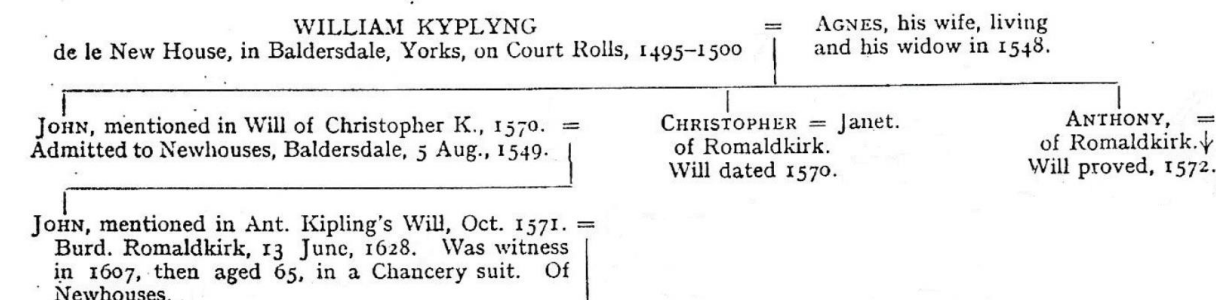 WILLIAM KYPLYNG = AGNES, his wife, living
de le New House, in Baldersdale, Yorks, on Court Rolls, 1495–1500 and his widow in 1548.
JOHN, mentioned in Will of Christopher K., 1570. =
Admitted to Newhouses, Baldersdale, 5 Aug., 1549.
CHRISTOPHER = Janet.
of Romaldkirk.
Will dated 1570.
ANTHONY, =
of Romaldkirk.↓
Will proved, 1572.
JOHN, mentioned in Ant. Kipling's Will, Oct. 1571. =
Burd. Romaldkirk, 13 June, 1628. Was witness
in 1607, then aged 65, in a Chancery suit. Of
Newhouses.